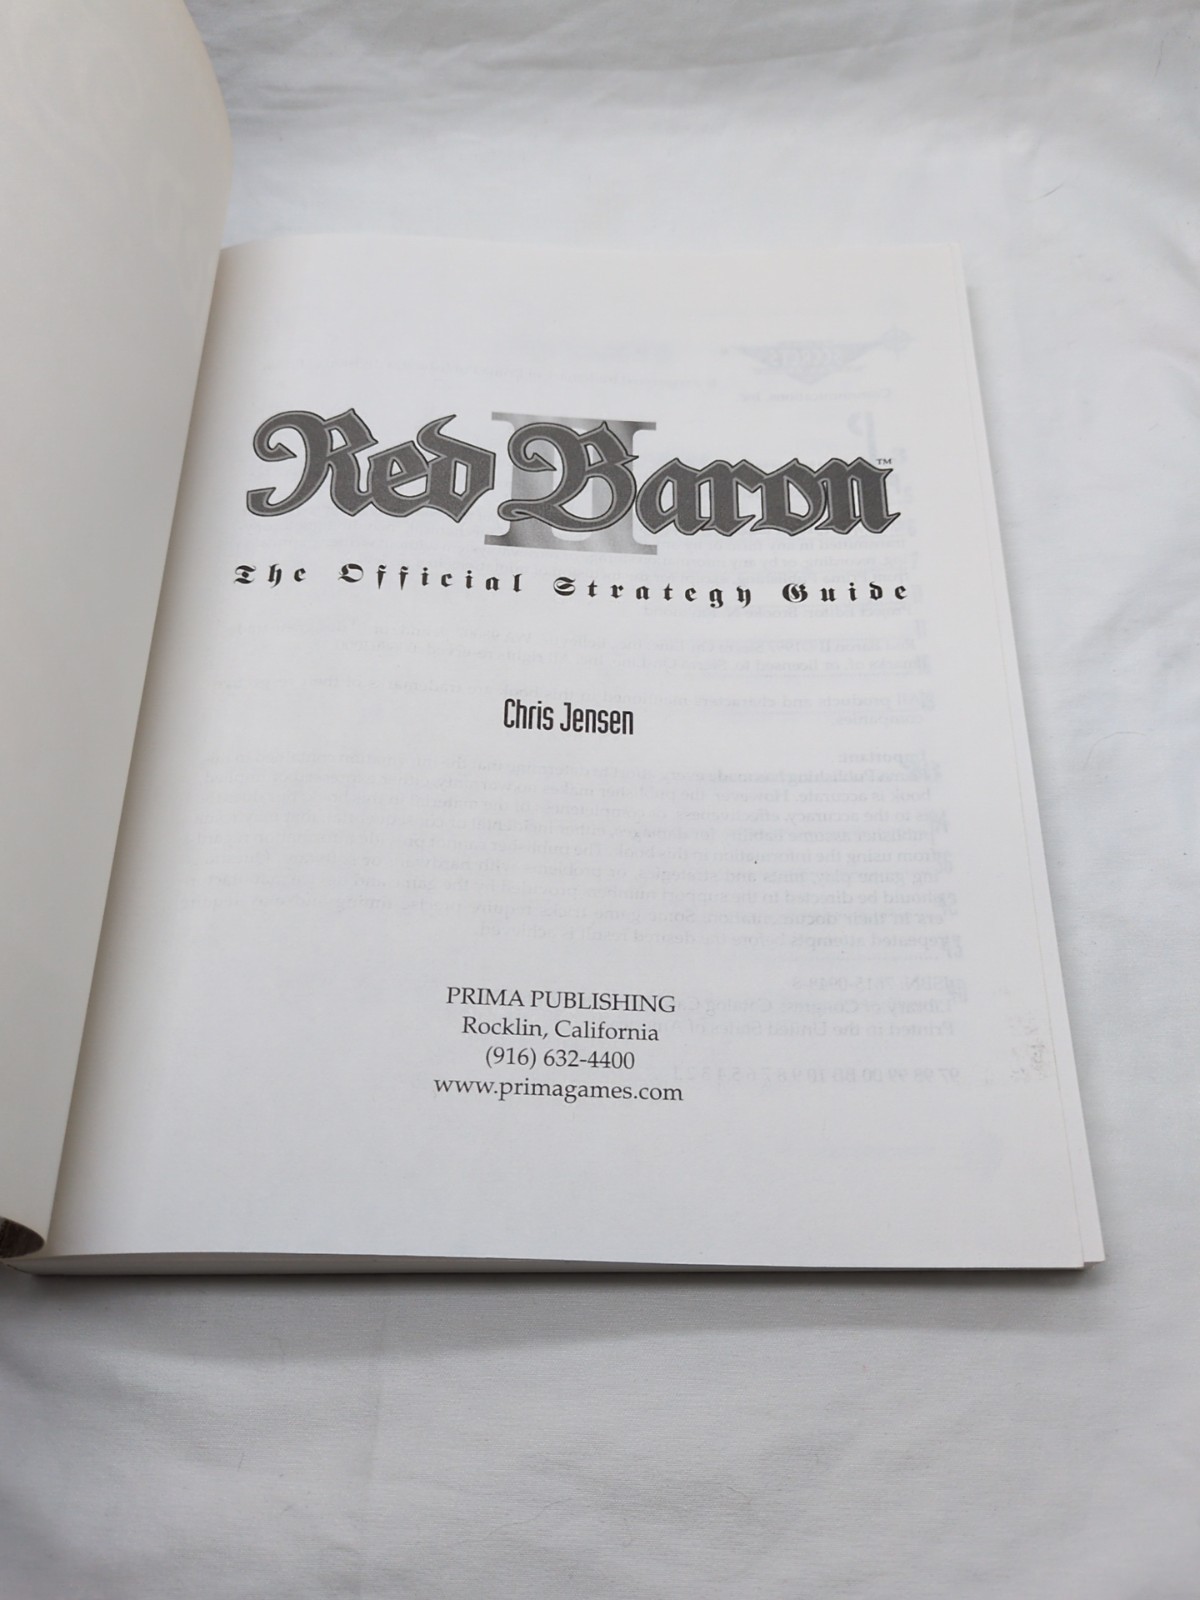 Red Baron II™
The Official Strategy Guide
Chris Jensen
PRIMA PUBLISHING
Rocklin, California
(916) 632-4400
www.primagames.com